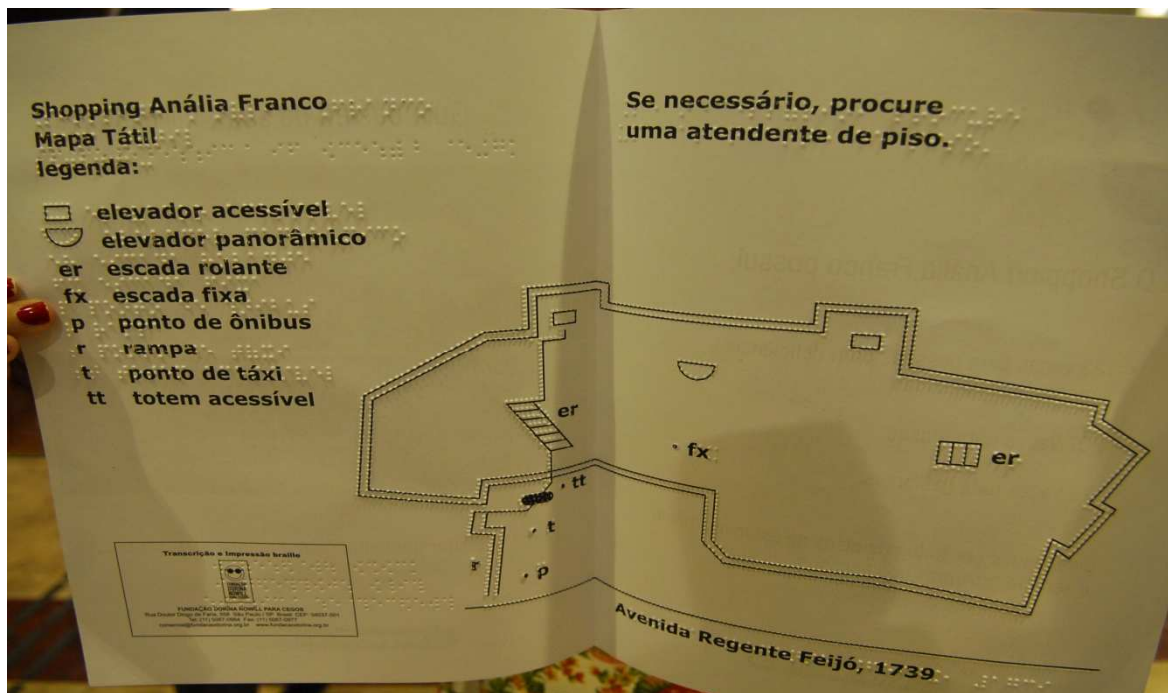 Shopping Anália Franco
Mapa Tátil
legenda:
elevador acessível
elevador panorâmico
er escada rolante
fx escada fixa
p ponto de ônibus
r rampa
t ponto de táxi
tt totem acessível
Transcrição e Impressão braille
FUNDAÇÃO DORINA NOWILL PARA CEGOS
Se necessário, procure
uma atendente de piso.
er
fx
er
tt
t
r
p
Avenida Regente Feijó, 1739